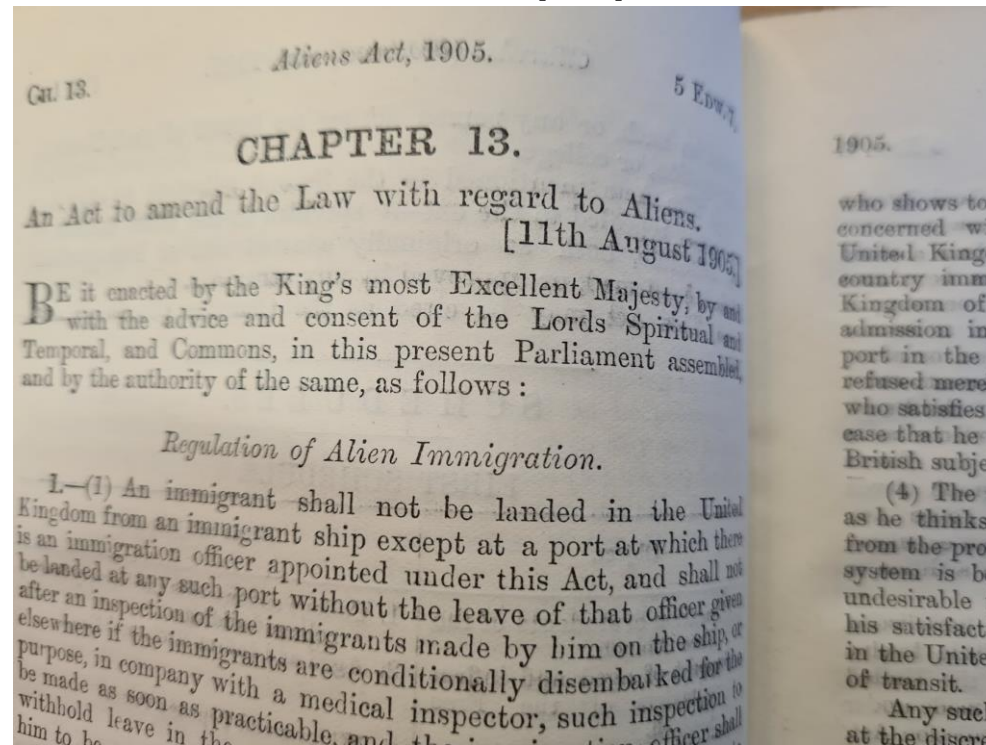 Aliens Act, 1905.
CH. 13.
5 EDW. 7.
CHAPTER 13.
An Act to amend the Law with regard to Aliens.
[11th August 1905.]
BE it enacted by the King's most Excellent Majesty, by and
with the advice and consent of the Lords Spiritual and
Temporal, and Commons, in this present Parliament assembled,
and by the authority of the same, as follows :
Regulation of Alien Immigration.
1.—(1) An immigrant shall not be landed in the United
Kingdom from an immigrant ship except at a port at which there
is an immigration officer appointed under this Act, and shall not
be landed at any such port without the leave of that officer given
after an inspection of the immigrants made by him on the ship, or
elsewhere if the immigrants are conditionally disembarked for the
purpose, in company with a medical inspector, such inspection to
be made as soon as practicable, and the officer shall
withhold leave in the
him to be
1905.
who shows to
concerned wi
United King
country imm
Kingdom of
admission in
port in the
refused mere
who satisfies
case that he
British subje
(4) The
as he thinks
from the pro
system is b
undesirable
his satisfact
in the Unite
of transit.
Any suc
at the discre